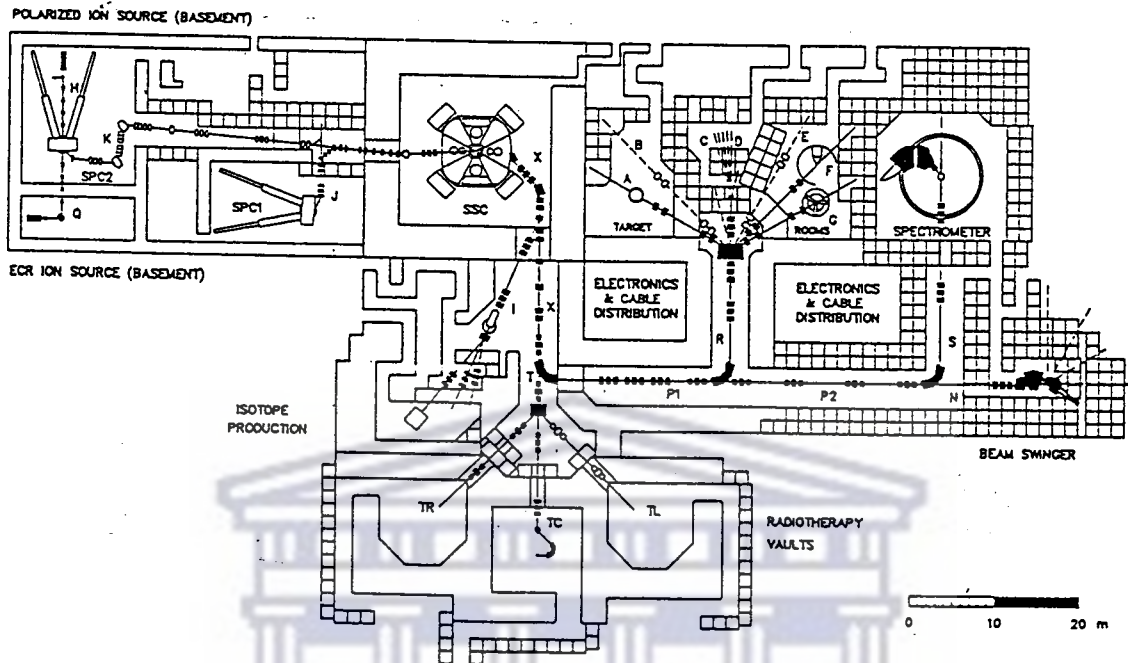 POLARIZED ION SOURCE (BASEMENT)
H
K
SPC2
Q
SPC1
J
SSC
X
B
A
C
D
E
F
G
TARGET
ROOMS
SPECTROMETER
ECR ION SOURCE (BASEMENT)
ELECTRONICS
& CABLE
DISTRIBUTION
ELECTRONICS
& CABLE
DISTRIBUTION
I
X
R
S
T
P1
P2
N
ISOTOPE
PRODUCTION
BEAM SWINGER
TR
TC
TL
RADIOTHERAPY
VAULTS
0 10 20 m